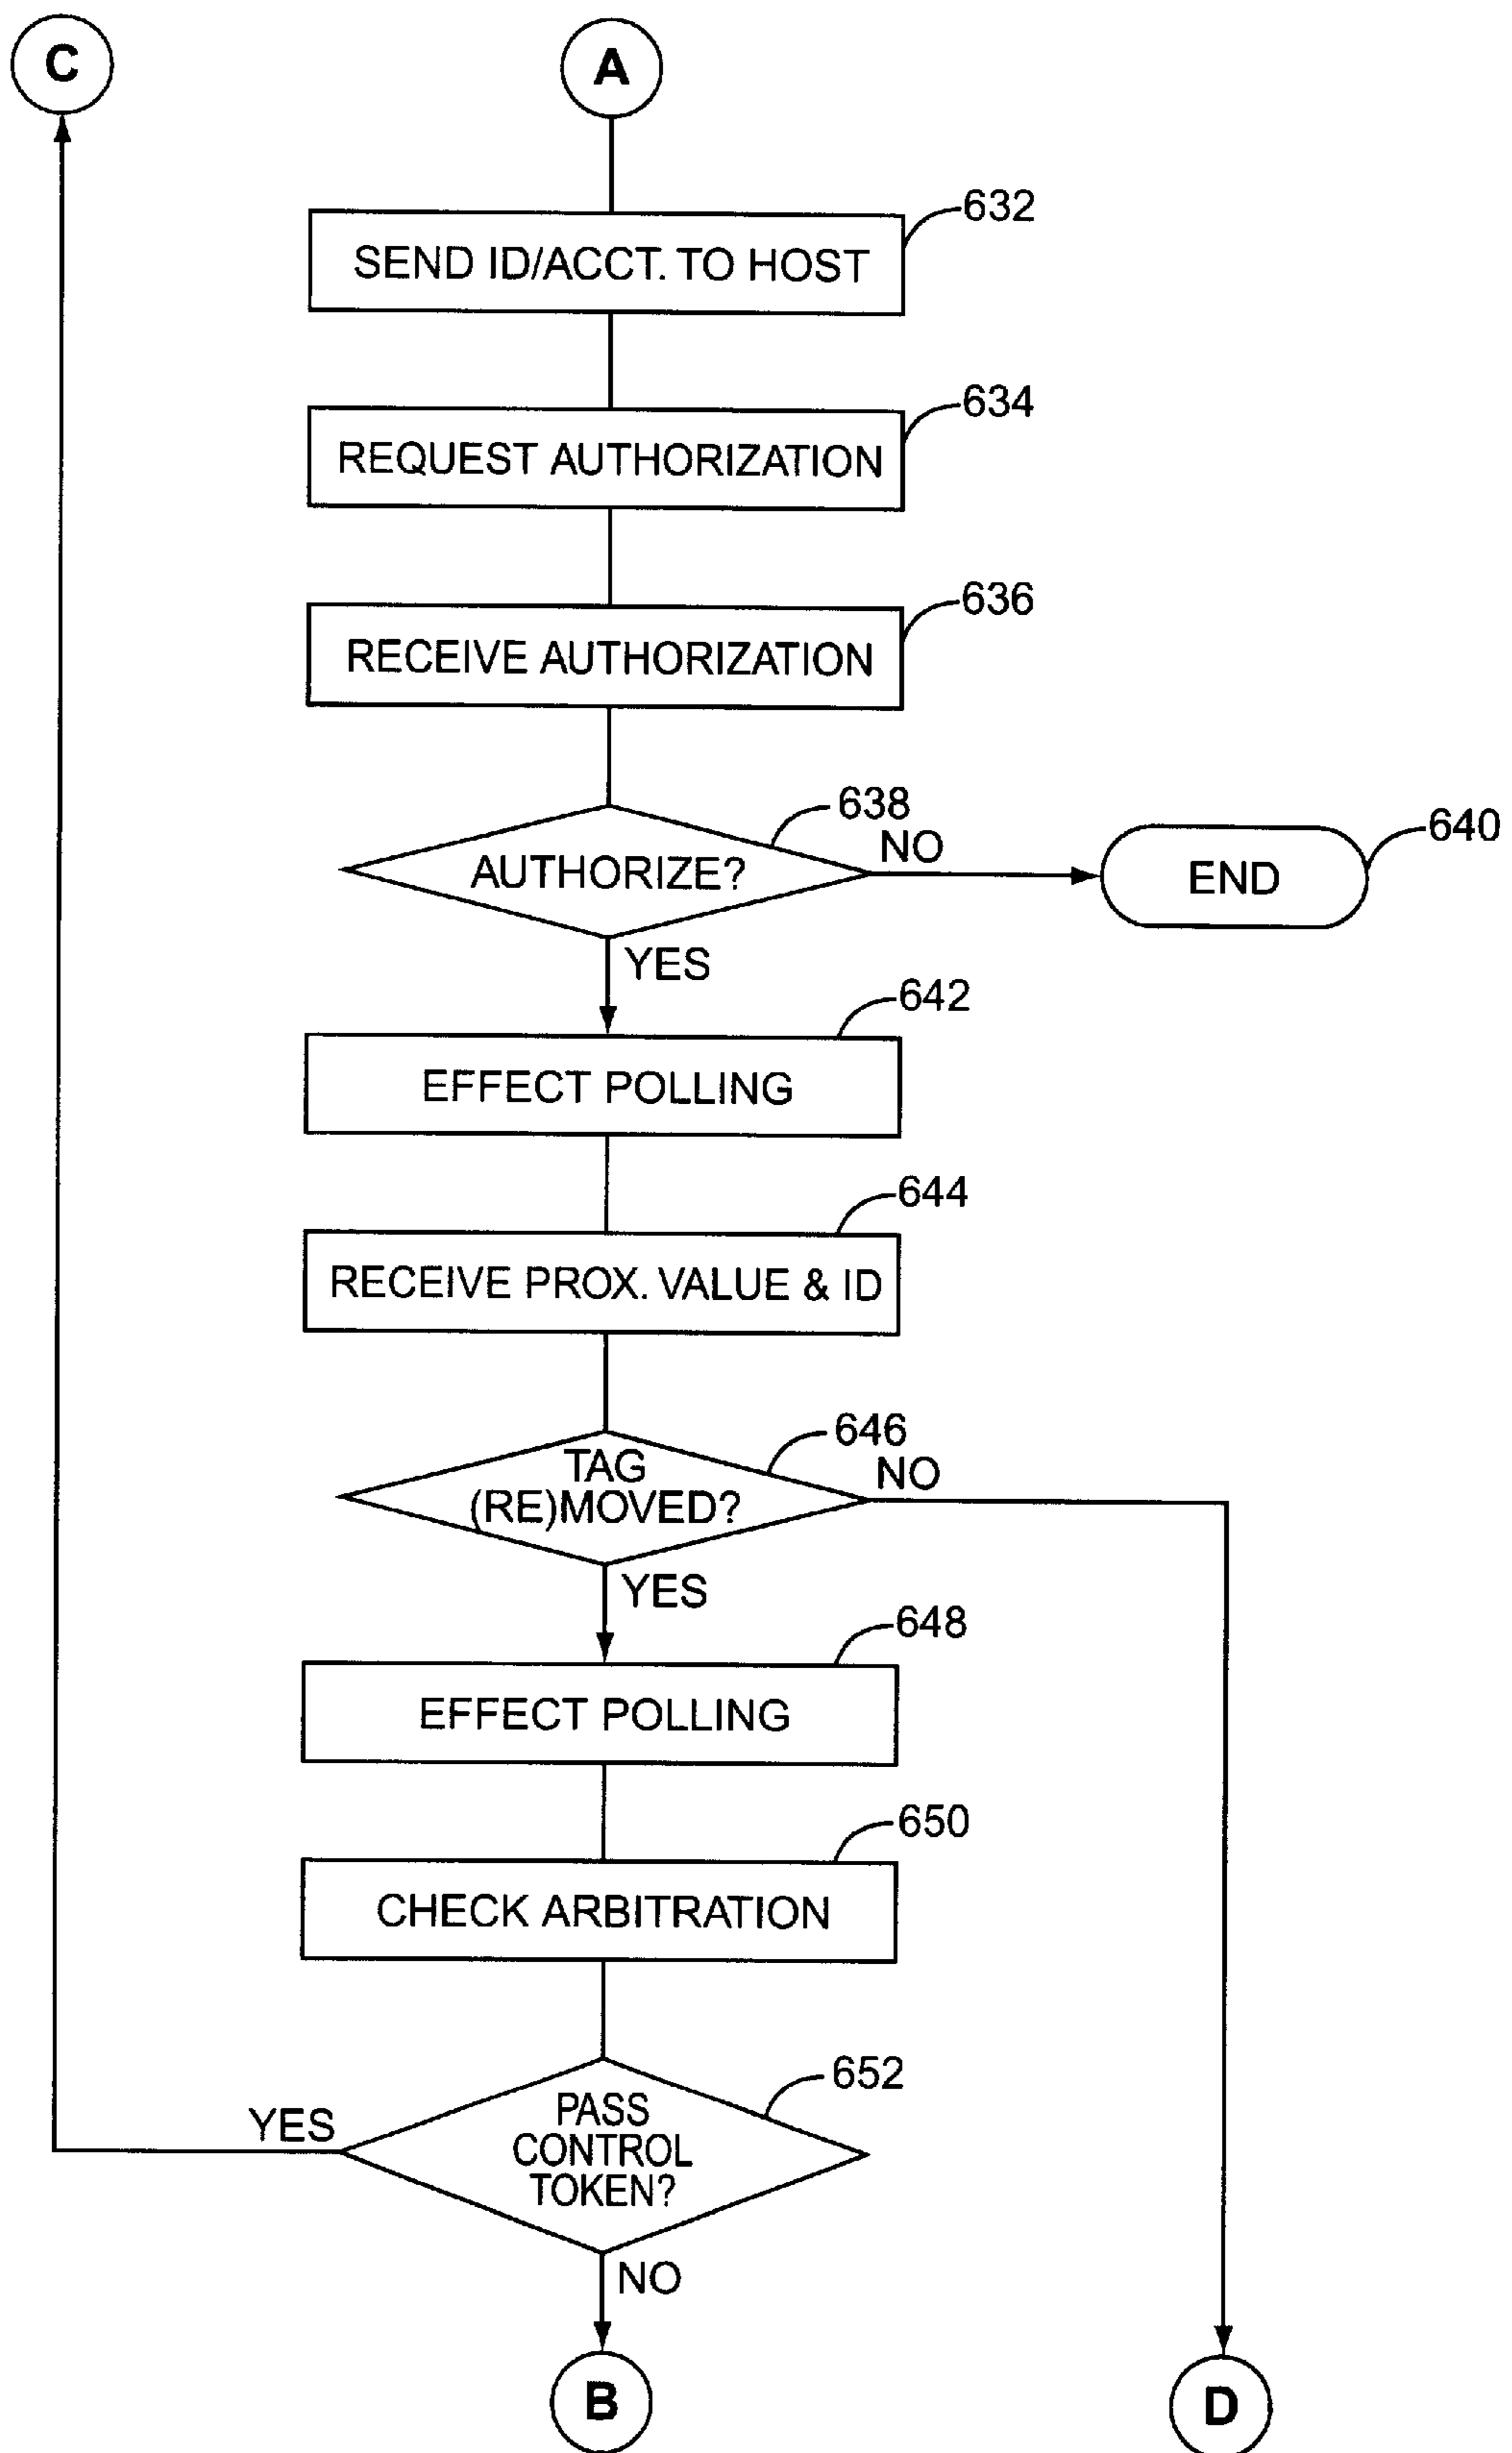 C
A
632
SEND ID/ACCT. TO HOST
634
REQUEST AUTHORIZATION
636
RECEIVE AUTHORIZATION
638
AUTHORIZE?
NO
640
END
YES
642
EFFECT POLLING
644
RECEIVE PROX. VALUE & ID
646
TAG
(RE)MOVED?
NO
YES
648
EFFECT POLLING
650
CHECK ARBITRATION
652
YES
PASS
CONTROL
TOKEN?
NO
B
D